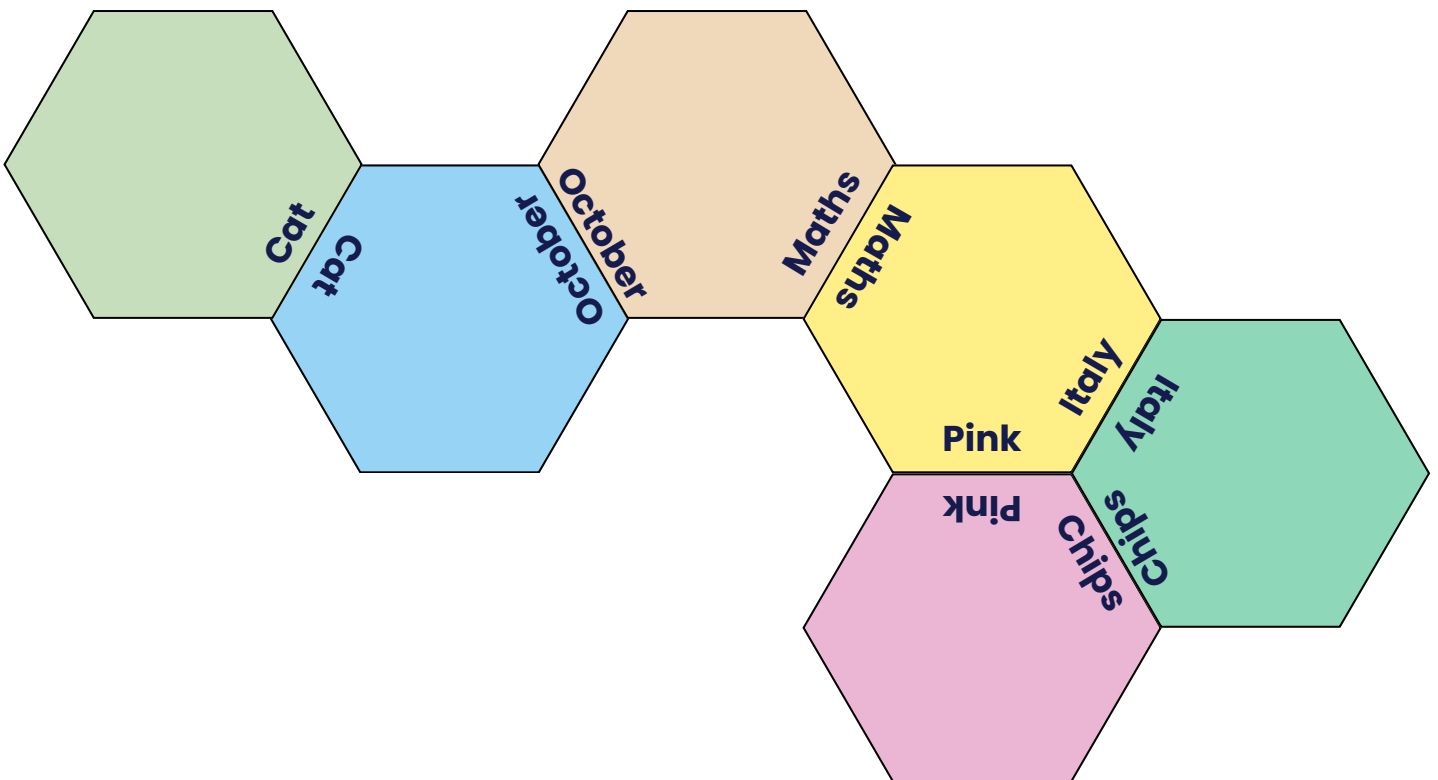 Cat
Cat
October
October
Maths
Maths
Italy
Italy
Pink
Pink
Chips
Chips